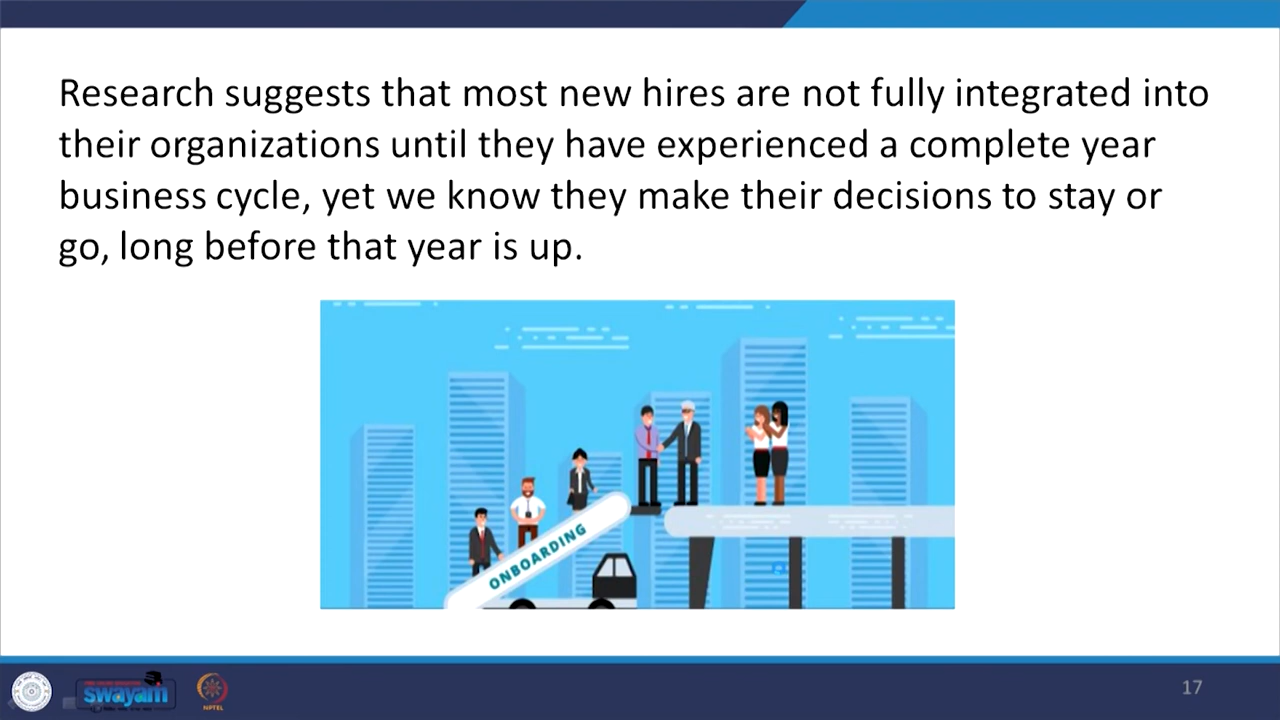 Research suggests that most new hires are not fully integrated into
their organizations until they have experienced a complete year
business cycle, yet we know they make their decisions to stay or
go, long before that year is up.
ONBOARDING
swayam
NPTEL
17